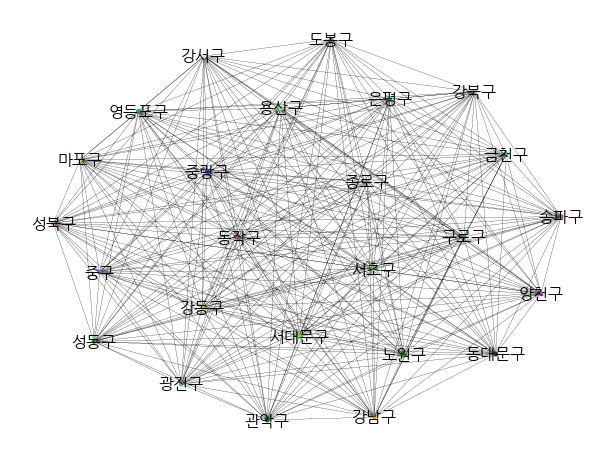 도봉구
강서구
은평구
강북구
영등포구
용산구
금천구
마포구
중랑구
종로구
송파구
성북구
동작구
구로구
중구
서초구
양천구
강동구
서대문구
성동구
노원구
동대문구
광진구
관악구
강남구